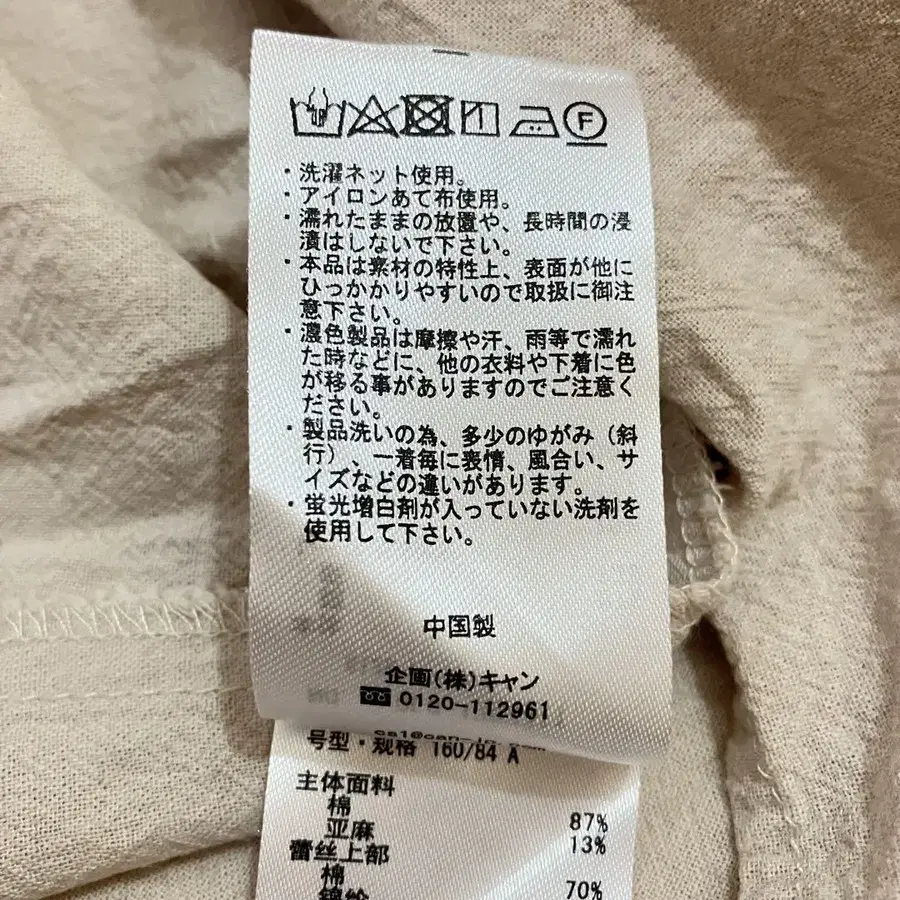 ・洗濯ネット使用。
・アイロンあて布使用。
・濡れたままの放置や、長時間の浸
漬はしないで下さい。
・本品は素材の特性上、表面が他に
ひっかかりやすいので取扱に御注
意下さい。
・濃色製品は摩擦や汗、雨等で濡れ
た時などに、他の衣料や下着に色
が移る事がありますのでご注意く
ださい。
・製品洗いの為、多少のゆがみ（斜
行）、一着毎に表情、風合い、サ
イズなどの違いがあります。
・蛍光増白剤が入っていない洗剤を
使用して下さい。
中国製
企画(株)キャン
0120-112961
号型・规格 160/84 A
主体面料
棉 87%
亚麻 13%
蕾丝上部
棉 70%